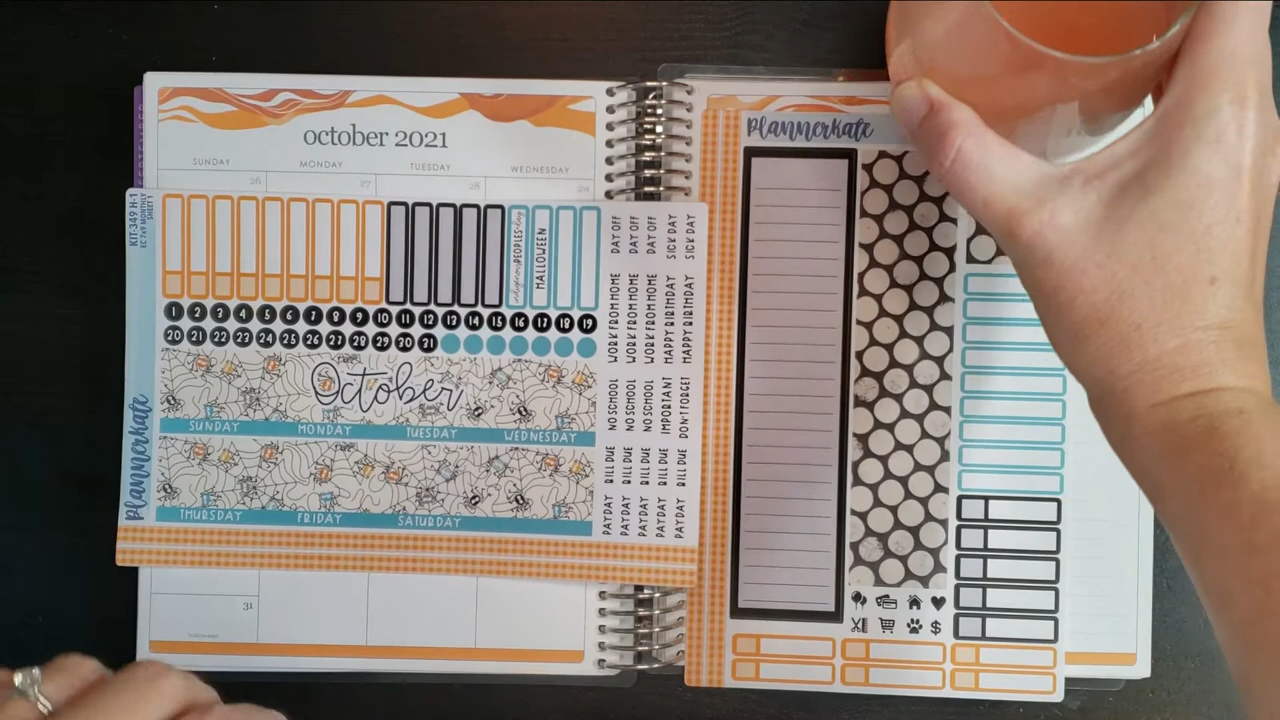 SEPTEMBER
october 2021
SUNDAY MONDAY TUESDAY WEDNESDAY
26 27 28 29
KIT-349 H-1
EC 7x9 MONTHLY
SHEET 1
plannerkate
indigenous PEOPLES day
HALLOWEEN
1 2 3 4 5 6 7 8 9 10 11 12 13 14 15 16 17 18 19
20 21 22 23 24 25 26 27 28 29 30 31
October
SUNDAY MONDAY TUESDAY WEDNESDAY
THURSDAY FRIDAY SATURDAY
DAY OFF DAY OFF DAY OFF SICK DAY SICK DAY
WORK FROM HOME WORK FROM HOME WORK FROM HOME HAPPY BIRTHDAY HAPPY BIRTHDAY
NO SCHOOL NO SCHOOL NO SCHOOL IMPORTANT DON'T FORGET
BILL DUE BILL DUE BILL DUE BILL DUE BILL DUE
PAYDAY PAYDAY PAYDAY PAYDAY PAYDAY
31
plannerkate
$